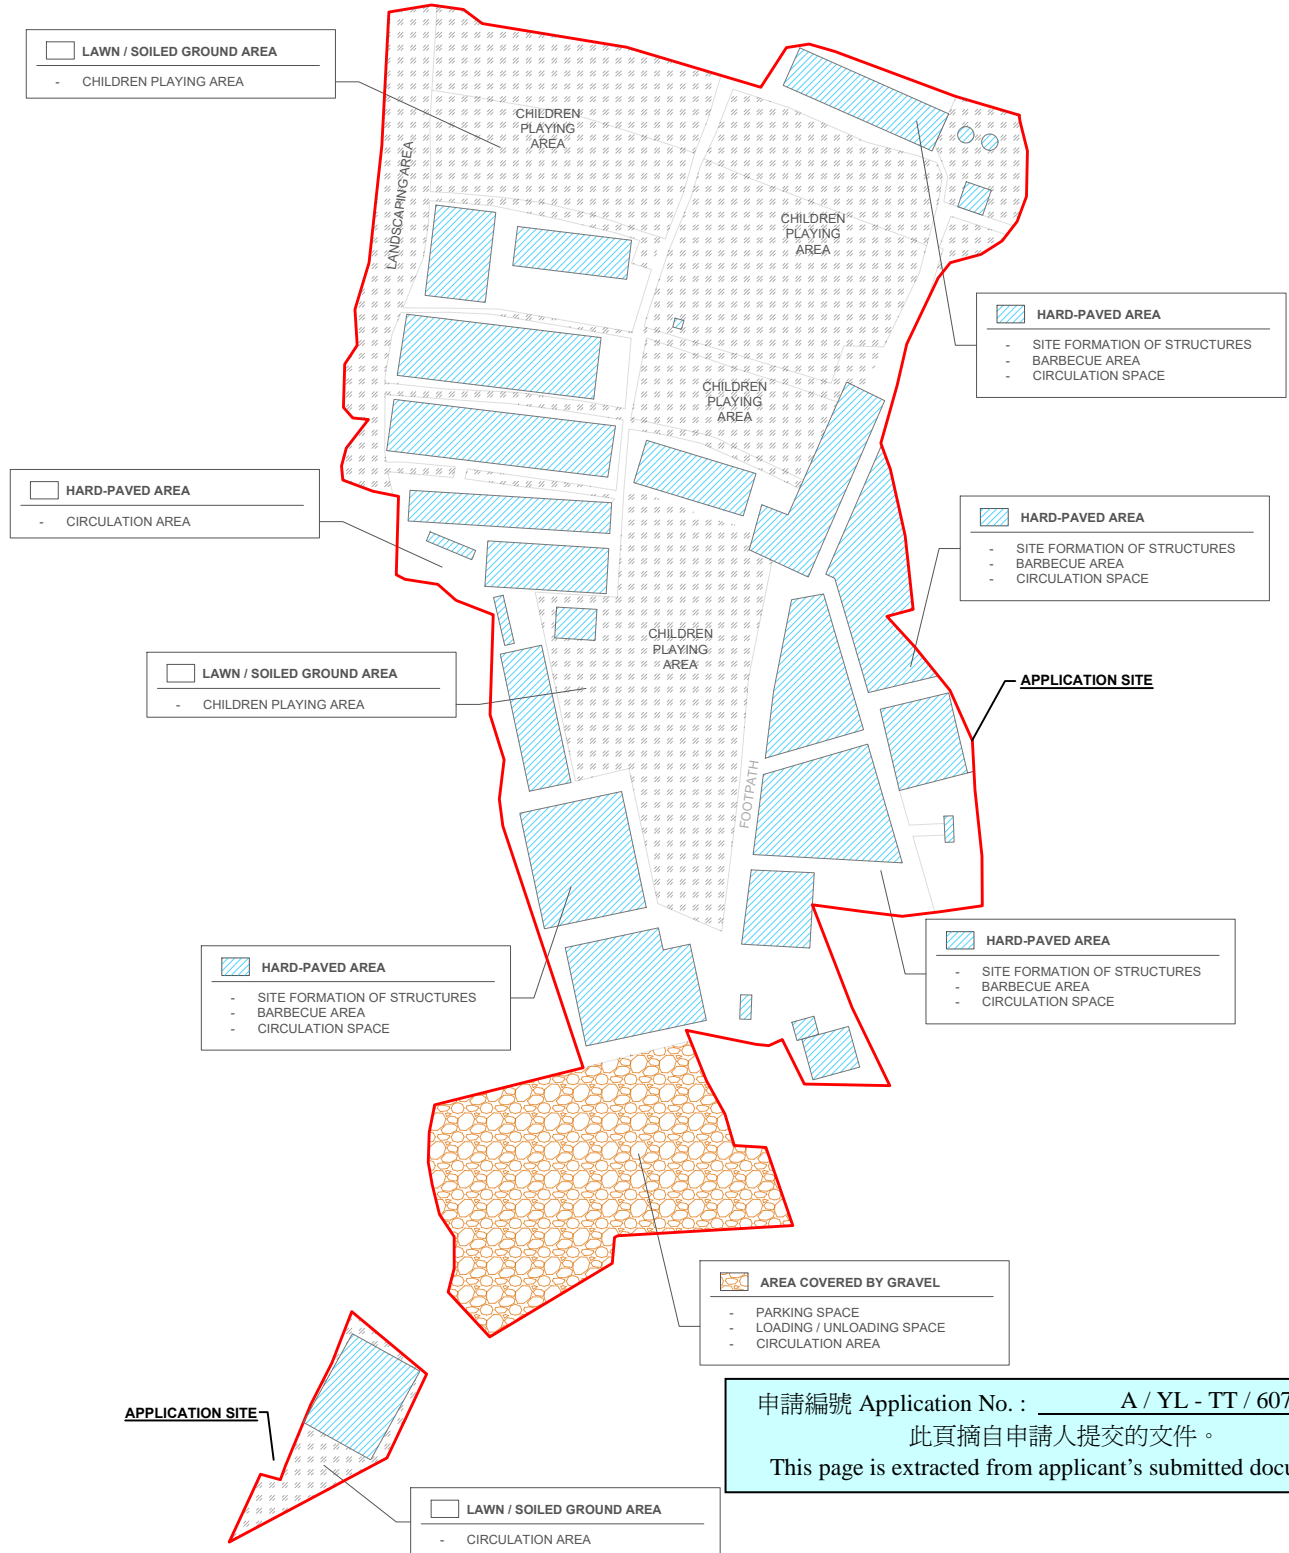 LAWN / SOILED GROUND AREA
- CHILDREN PLAYING AREA
CHILDREN
PLAYING
AREA
LANDSCAPING AREA
CHILDREN
PLAYING
AREA
HARD-PAVED AREA
- SITE FORMATION OF STRUCTURES
- BARBECUE AREA
- CIRCULATION SPACE
CHILDREN
PLAYING
AREA
HARD-PAVED AREA
- CIRCULATION AREA
HARD-PAVED AREA
- SITE FORMATION OF STRUCTURES
- BARBECUE AREA
- CIRCULATION SPACE
CHILDREN
PLAYING
AREA
LAWN / SOILED GROUND AREA
- CHILDREN PLAYING AREA
APPLICATION SITE
FOOTPATH
HARD-PAVED AREA
- SITE FORMATION OF STRUCTURES
- BARBECUE AREA
- CIRCULATION SPACE
HARD-PAVED AREA
- SITE FORMATION OF STRUCTURES
- BARBECUE AREA
- CIRCULATION SPACE
AREA COVERED BY GRAVEL
- PARKING SPACE
- LOADING / UNLOADING SPACE
- CIRCULATION AREA
APPLICATION SITE
申請編號 Application No. : A / YL - TT / 607
此頁摘自申請人提交的文件。
This page is extracted from applicant's submitted docu
LAWN / SOILED GROUND AREA
- CIRCULATION AREA